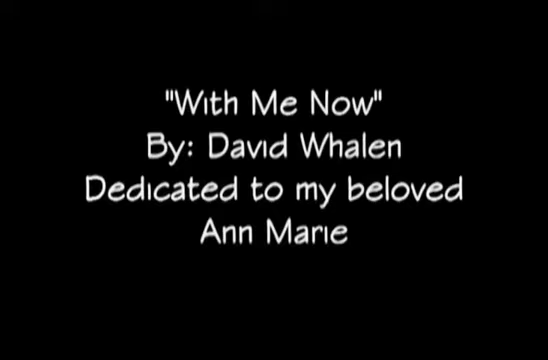 "With Me Now"
By: David Whalen
Dedicated to my beloved
Ann Marie